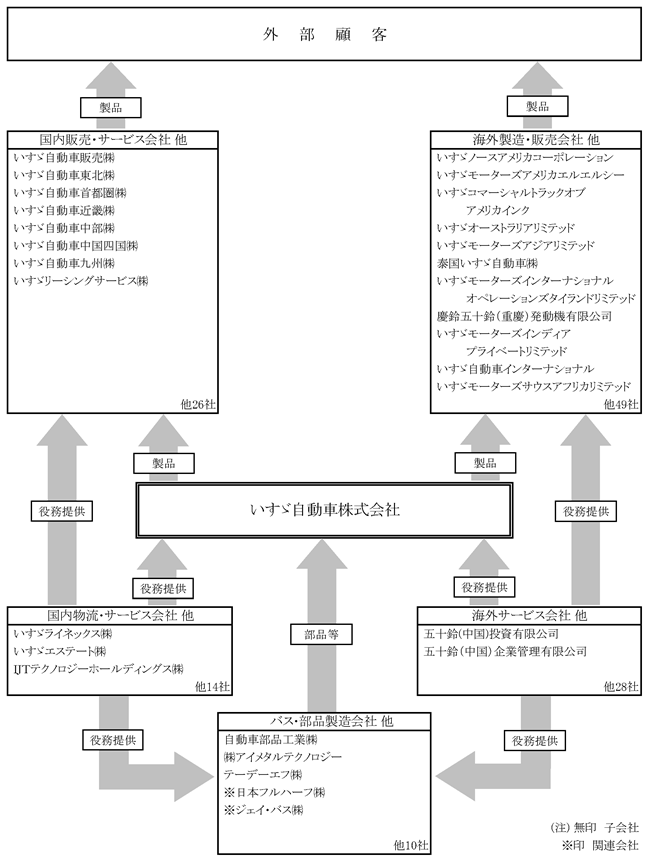 外部顧客
製品
製品
国内販売・サービス会社 他
いすゞ自動車販売㈱
いすゞ自動車東北㈱
いすゞ自動車首都圏㈱
いすゞ自動車近畿㈱
いすゞ自動車中部㈱
いすゞ自動車中国四国㈱
いすゞ自動車九州㈱
いすゞリーシングサービス㈱
他26社
海外製造・販売会社 他
いすゞノースアメリカコーポレーション
いすゞモーターズアメリカエルエルシー
いすゞコマーシャルトラックオブ
アメリカインク
いすゞオーストラリアリミテッド
いすゞモーターズアジアリミテッド
泰国いすゞ自動車㈱
いすゞモーターズインターナショナル
オペレーションズタイランドリミテッド
慶鈴五十鈴(重慶)発動機有限公司
いすゞモーターズインディア
プライベートリミテッド
いすゞ自動車インターナショナル
いすゞモーターズサウスアフリカリミテッド
他49社
製品
製品
役務提供
いすゞ自動車株式会社
役務提供
役務提供
役務提供
国内物流・サービス会社 他
いすゞライネックス㈱
いすゞエステート㈱
IJTテクノロジーホールディングス㈱
他14社
部品等
海外サービス会社 他
五十鈴(中国)投資有限公司
五十鈴(中国)企業管理有限公司
他28社
役務提供
役務提供
バス・部品製造会社 他
自動車部品工業㈱
㈱アイメタルテクノロジー
テーデーエフ㈱
※日本フルハーフ㈱
※ジェイ・バス㈱
他10社
(注) 無印 子会社
※印 関連会社